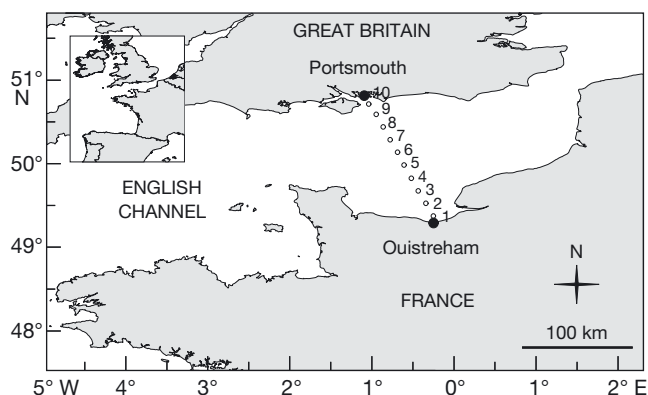 GREAT BRITAIN
51°
N
Portsmouth
10
9
8
7
6
5
4
3
2
1
50°
ENGLISH
CHANNEL
49°
Ouistreham
N
FRANCE
48°
100 km
5° W 4° 3° 2° 1° 0° 1° 2° E